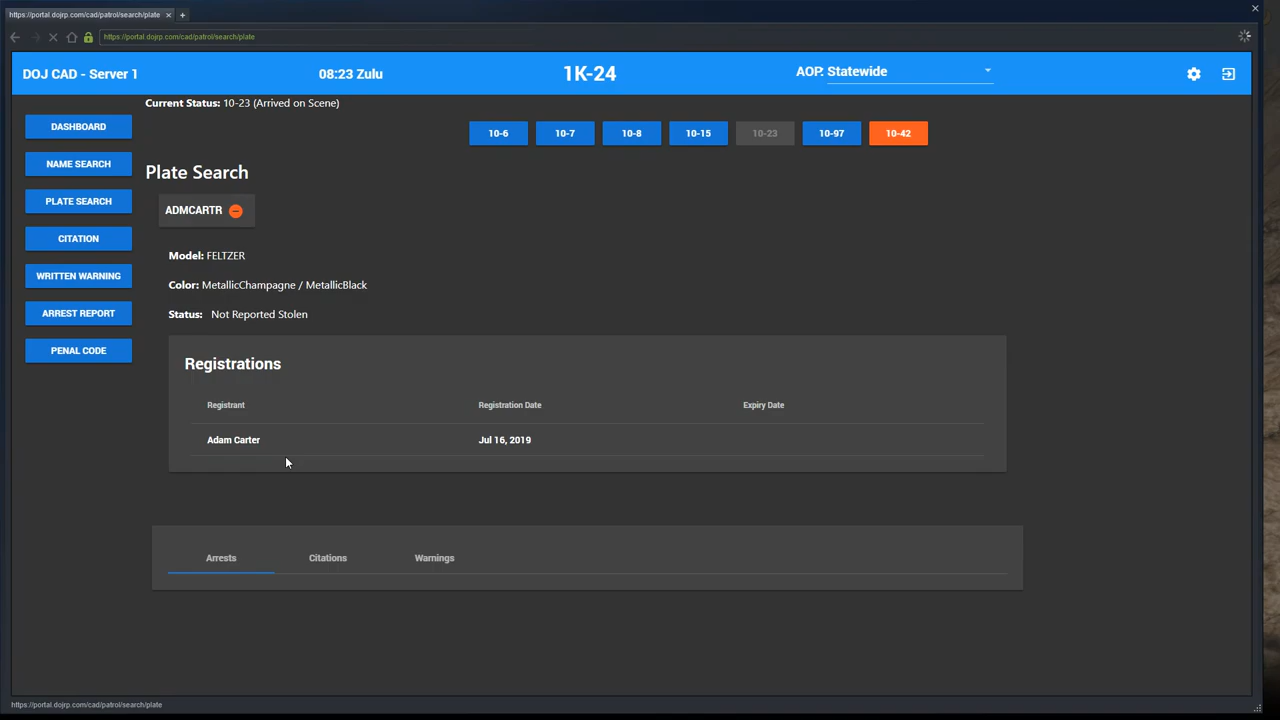 https://portal.dojrp.com/cad/patrol/search/plate
https://portal.dojrp.com/cad/patrol/search/plate
DOJ CAD - Server 1
08:23 Zulu
1K-24
AOP: Statewide
Current Status: 10-23 (Arrived on Scene)
DASHBOARD
NAME SEARCH
PLATE SEARCH
CITATION
WRITTEN WARNING
ARREST REPORT
PENAL CODE
10-6 10-7 10-8 10-15 10-23 10-97 10-42
Plate Search
ADMCARTR
Model: FELTZER
Color: MetallicChampagne / MetallicBlack
Status: Not Reported Stolen
Registrations
Registrant Registration Date Expiry Date
Adam Carter Jul 16, 2019
Arrests Citations Warnings
https://portal.dojrp.com/cad/patrol/search/plate